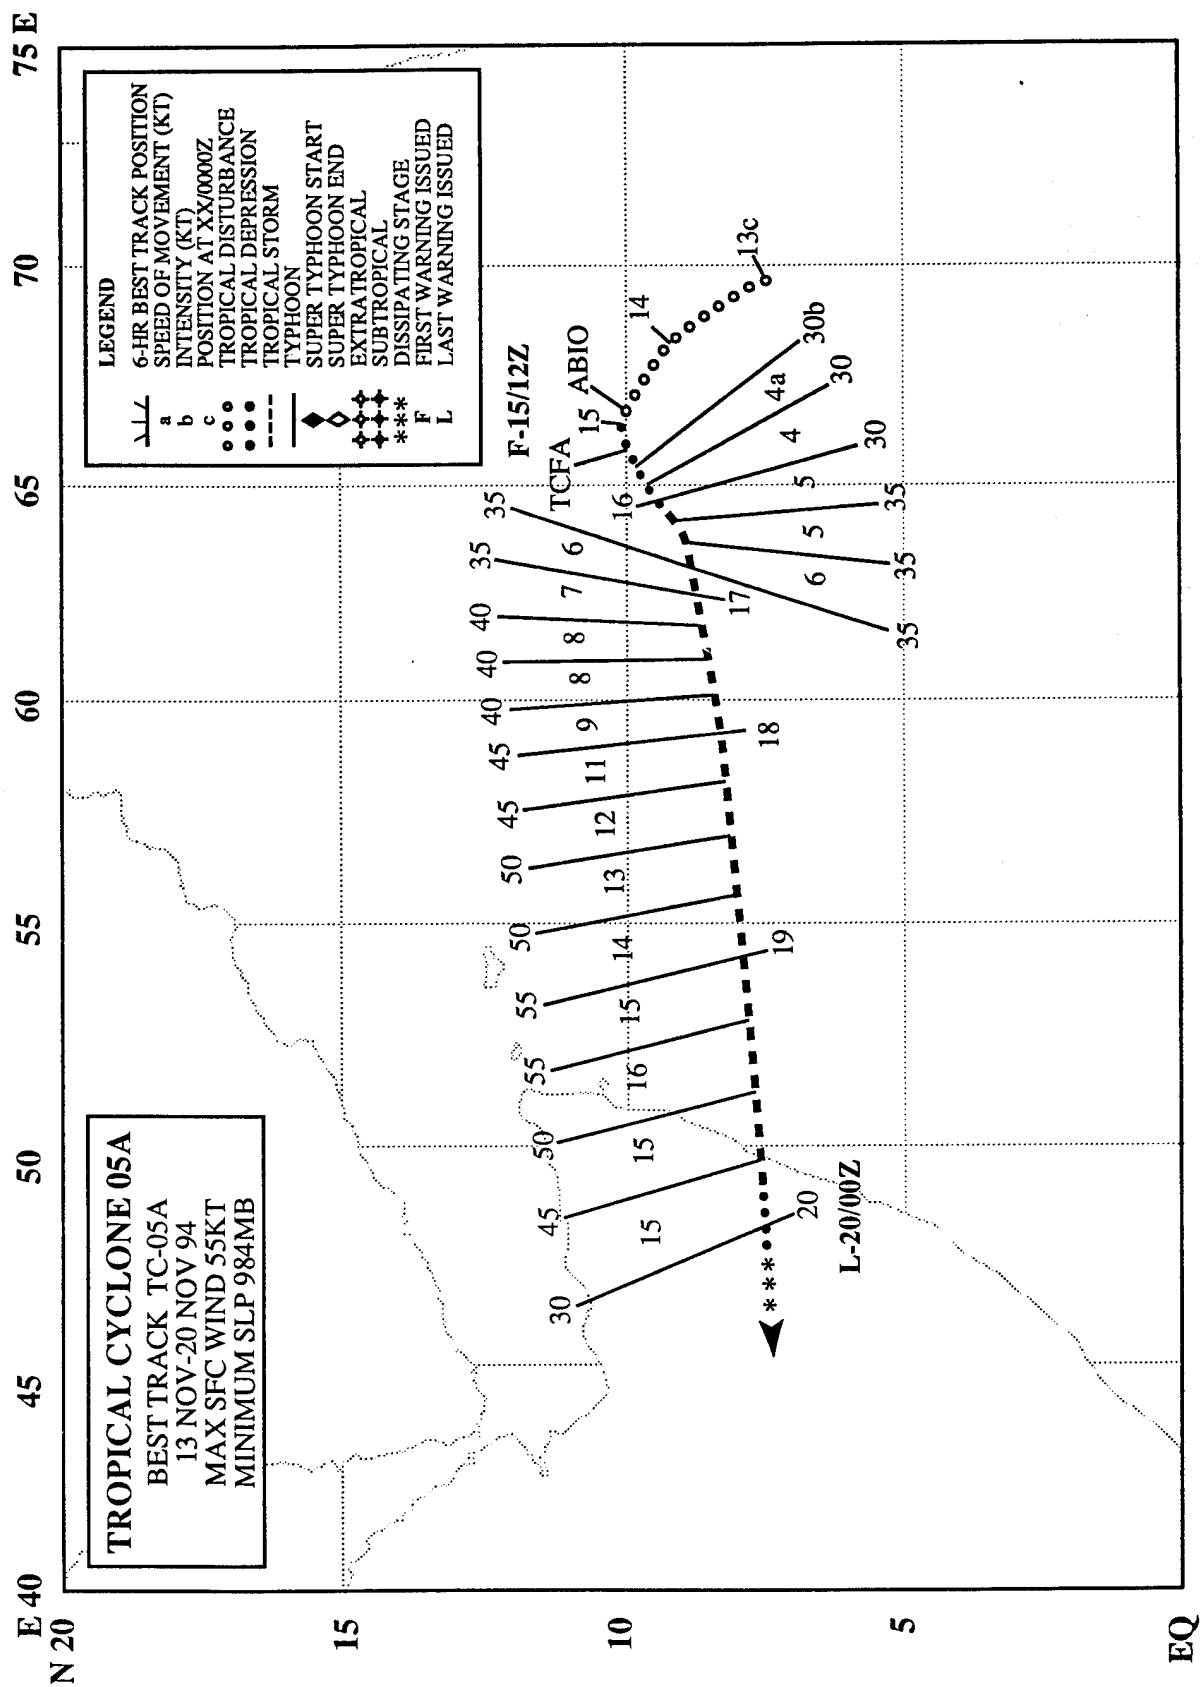 TROPICAL CYCLONE 05A
BEST TRACK TC-05A
13 NOV-20 NOV 94
MAX SFC WIND 55KT
MINIMUM SLP 984MB
LEGEND
6-HR BEST TRACK POSITION
a SPEED OF MOVEMENT (KT)
b INTENSITY (KT)
c POSITION AT XX/0000Z
TROPICAL DISTURBANCE
TROPICAL DEPRESSION
TROPICAL STORM
TYPHOON
SUPER TYPHOON START
SUPER TYPHOON END
EXTRATROPICAL
SUBTROPICAL
*** DISSIPATING STAGE
F FIRST WARNING ISSUED
L LAST WARNING ISSUED
E 40 45 50 55 60 65 70 75 E
N 20
15
10
5
EQ
30 45 50 55 55 50 50 45 45 40 40 40 35 35
15 15 16 15 14 13 12 11 9 8 8 7 6
F-15/12Z
TCFA 15 ABIO
14
13c
16
30b
4a
30
4
30
5
35
5
35
6
35
17
18
19
20
L-20/00Z
***